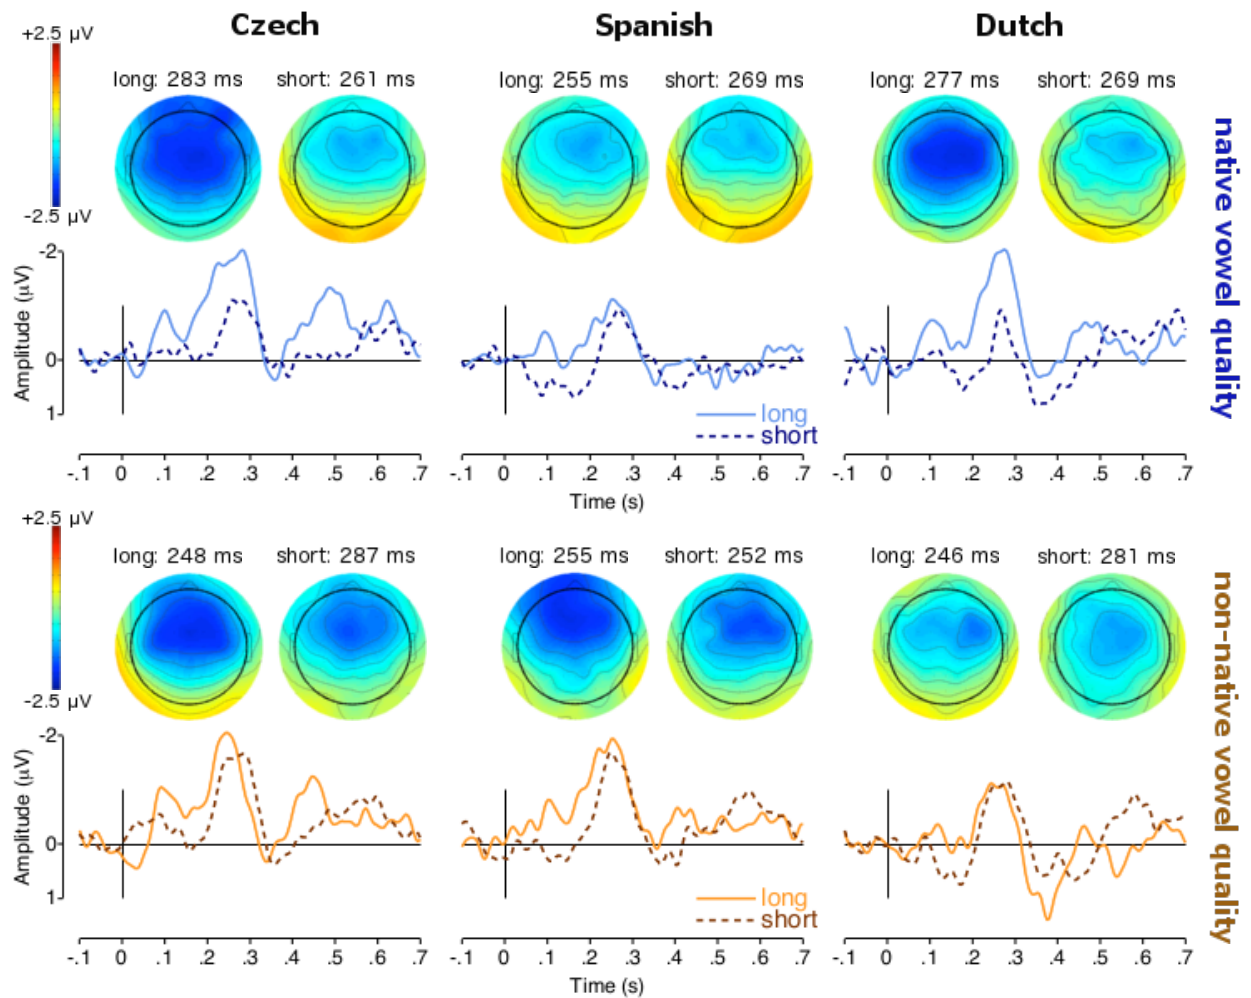 Czech Spanish Dutch
+2.5 µV
long: 283 ms short: 261 ms long: 255 ms short: 269 ms long: 277 ms short: 269 ms
-2.5 µV
native vowel quality
Amplitude (µV)
-2
0
1
long
short
-.1 0 .1 .2 .3 .4 .5 .6 .7 -.1 0 .1 .2 .3 .4 .5 .6 .7 -.1 0 .1 .2 .3 .4 .5 .6 .7
Time (s)
+2.5 µV
long: 248 ms short: 287 ms long: 255 ms short: 252 ms long: 246 ms short: 281 ms
-2.5 µV
non-native vowel quality
Amplitude (µV)
-2
0
1
long
short
-.1 0 .1 .2 .3 .4 .5 .6 .7 -.1 0 .1 .2 .3 .4 .5 .6 .7 -.1 0 .1 .2 .3 .4 .5 .6 .7
Time (s)